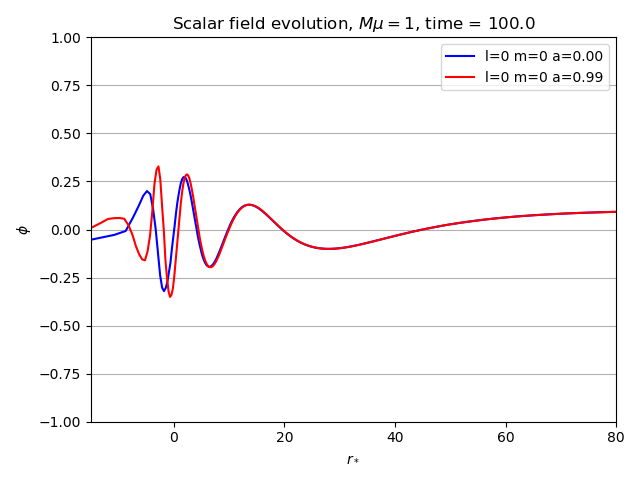 Scalar field evolution, Mμ = 1, time = 100.0
1.00
0.75
0.50
0.25
0.00
−0.25
−0.50
−0.75
−1.00
ϕ
l=0 m=0 a=0.00
l=0 m=0 a=0.99
0 20 40 60 80
r*